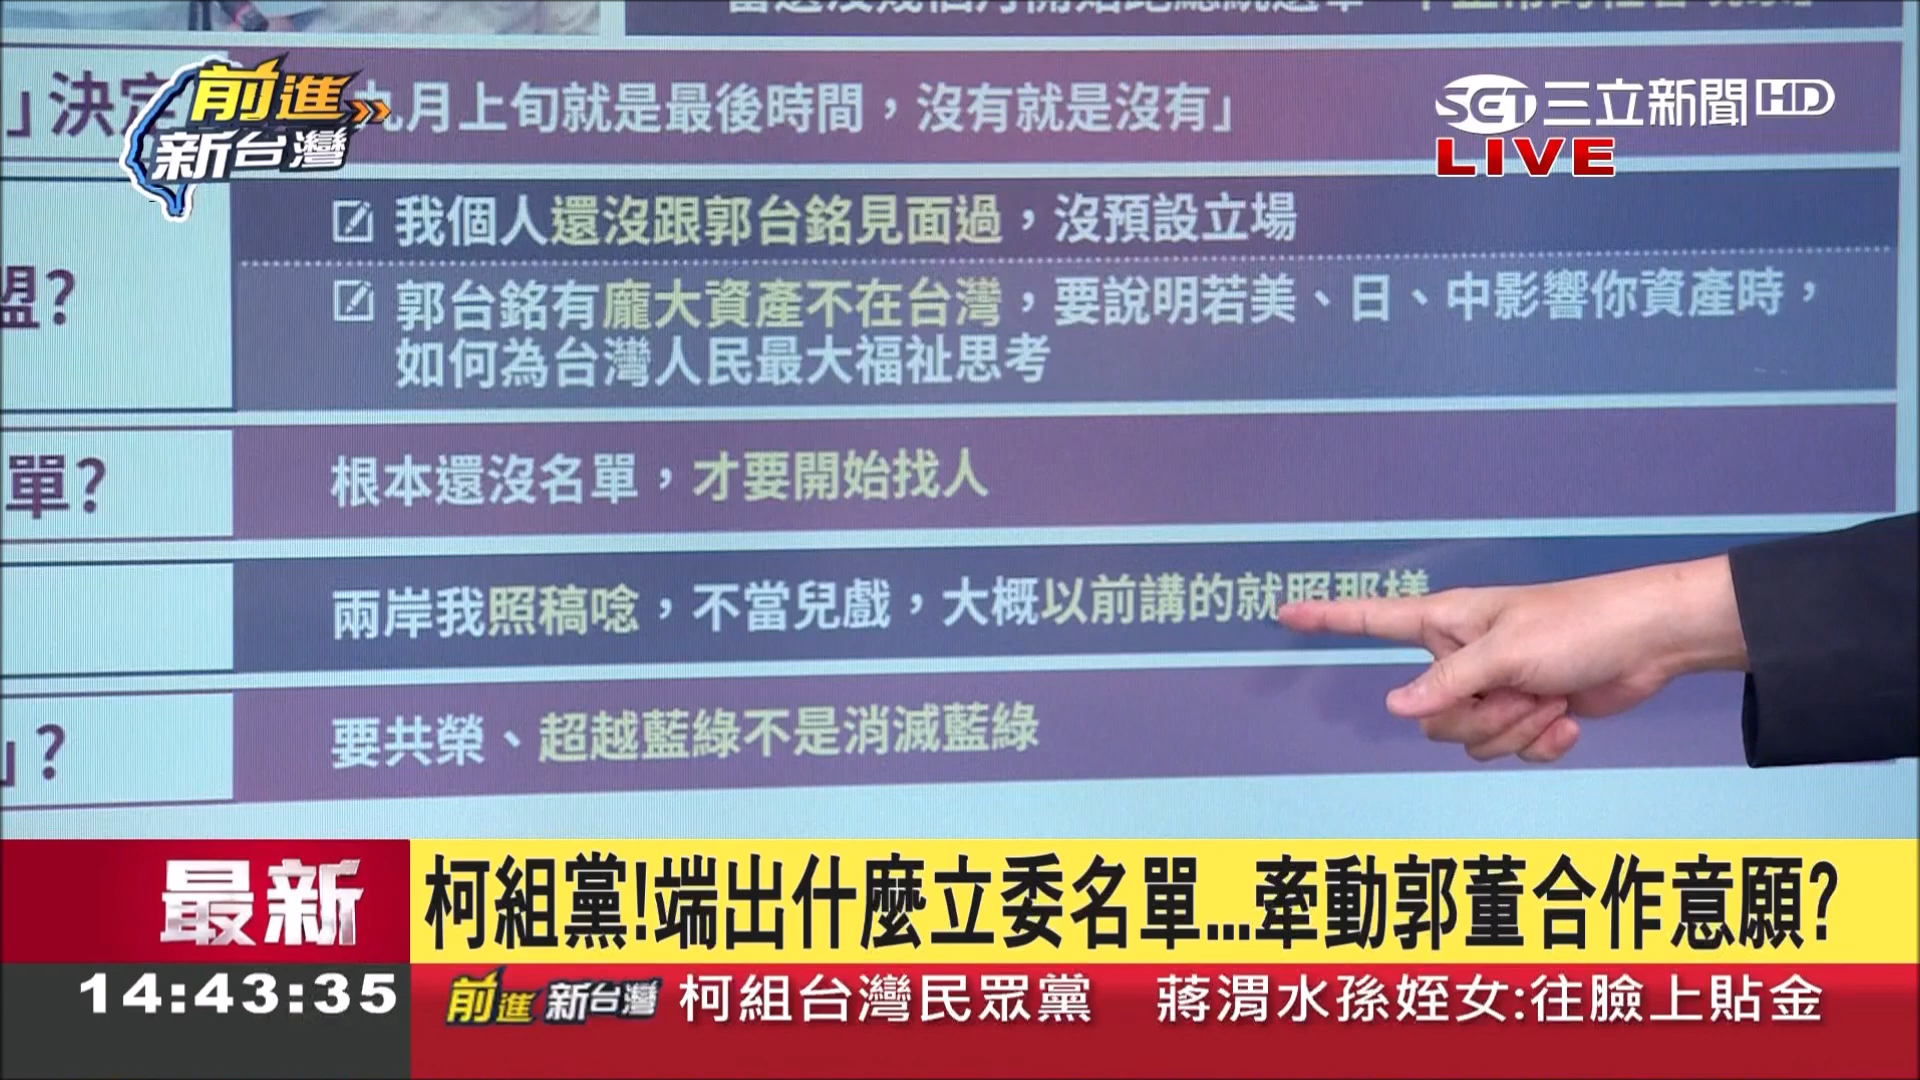 」決定
九月上旬就是最後時間，沒有就是沒有」
前進
新台灣
SET三立新聞HD
LIVE
盟?
我個人還沒跟郭台銘見面過，沒預設立場
郭台銘有龐大資產不在台灣，要說明若美、日、中影響你資產時，
如何為台灣人民最大福祉思考
單?
根本還沒名單，才要開始找人
兩岸我照稿唸，不當兒戲，大概以前講的就照那樣
」?
要共榮、超越藍綠不是消滅藍綠
最新
柯組黨!端出什麼立委名單...牽動郭董合作意願?
14:43:35
前進新台灣 柯組台灣民眾黨 蔣渭水孫姪女:往臉上貼金